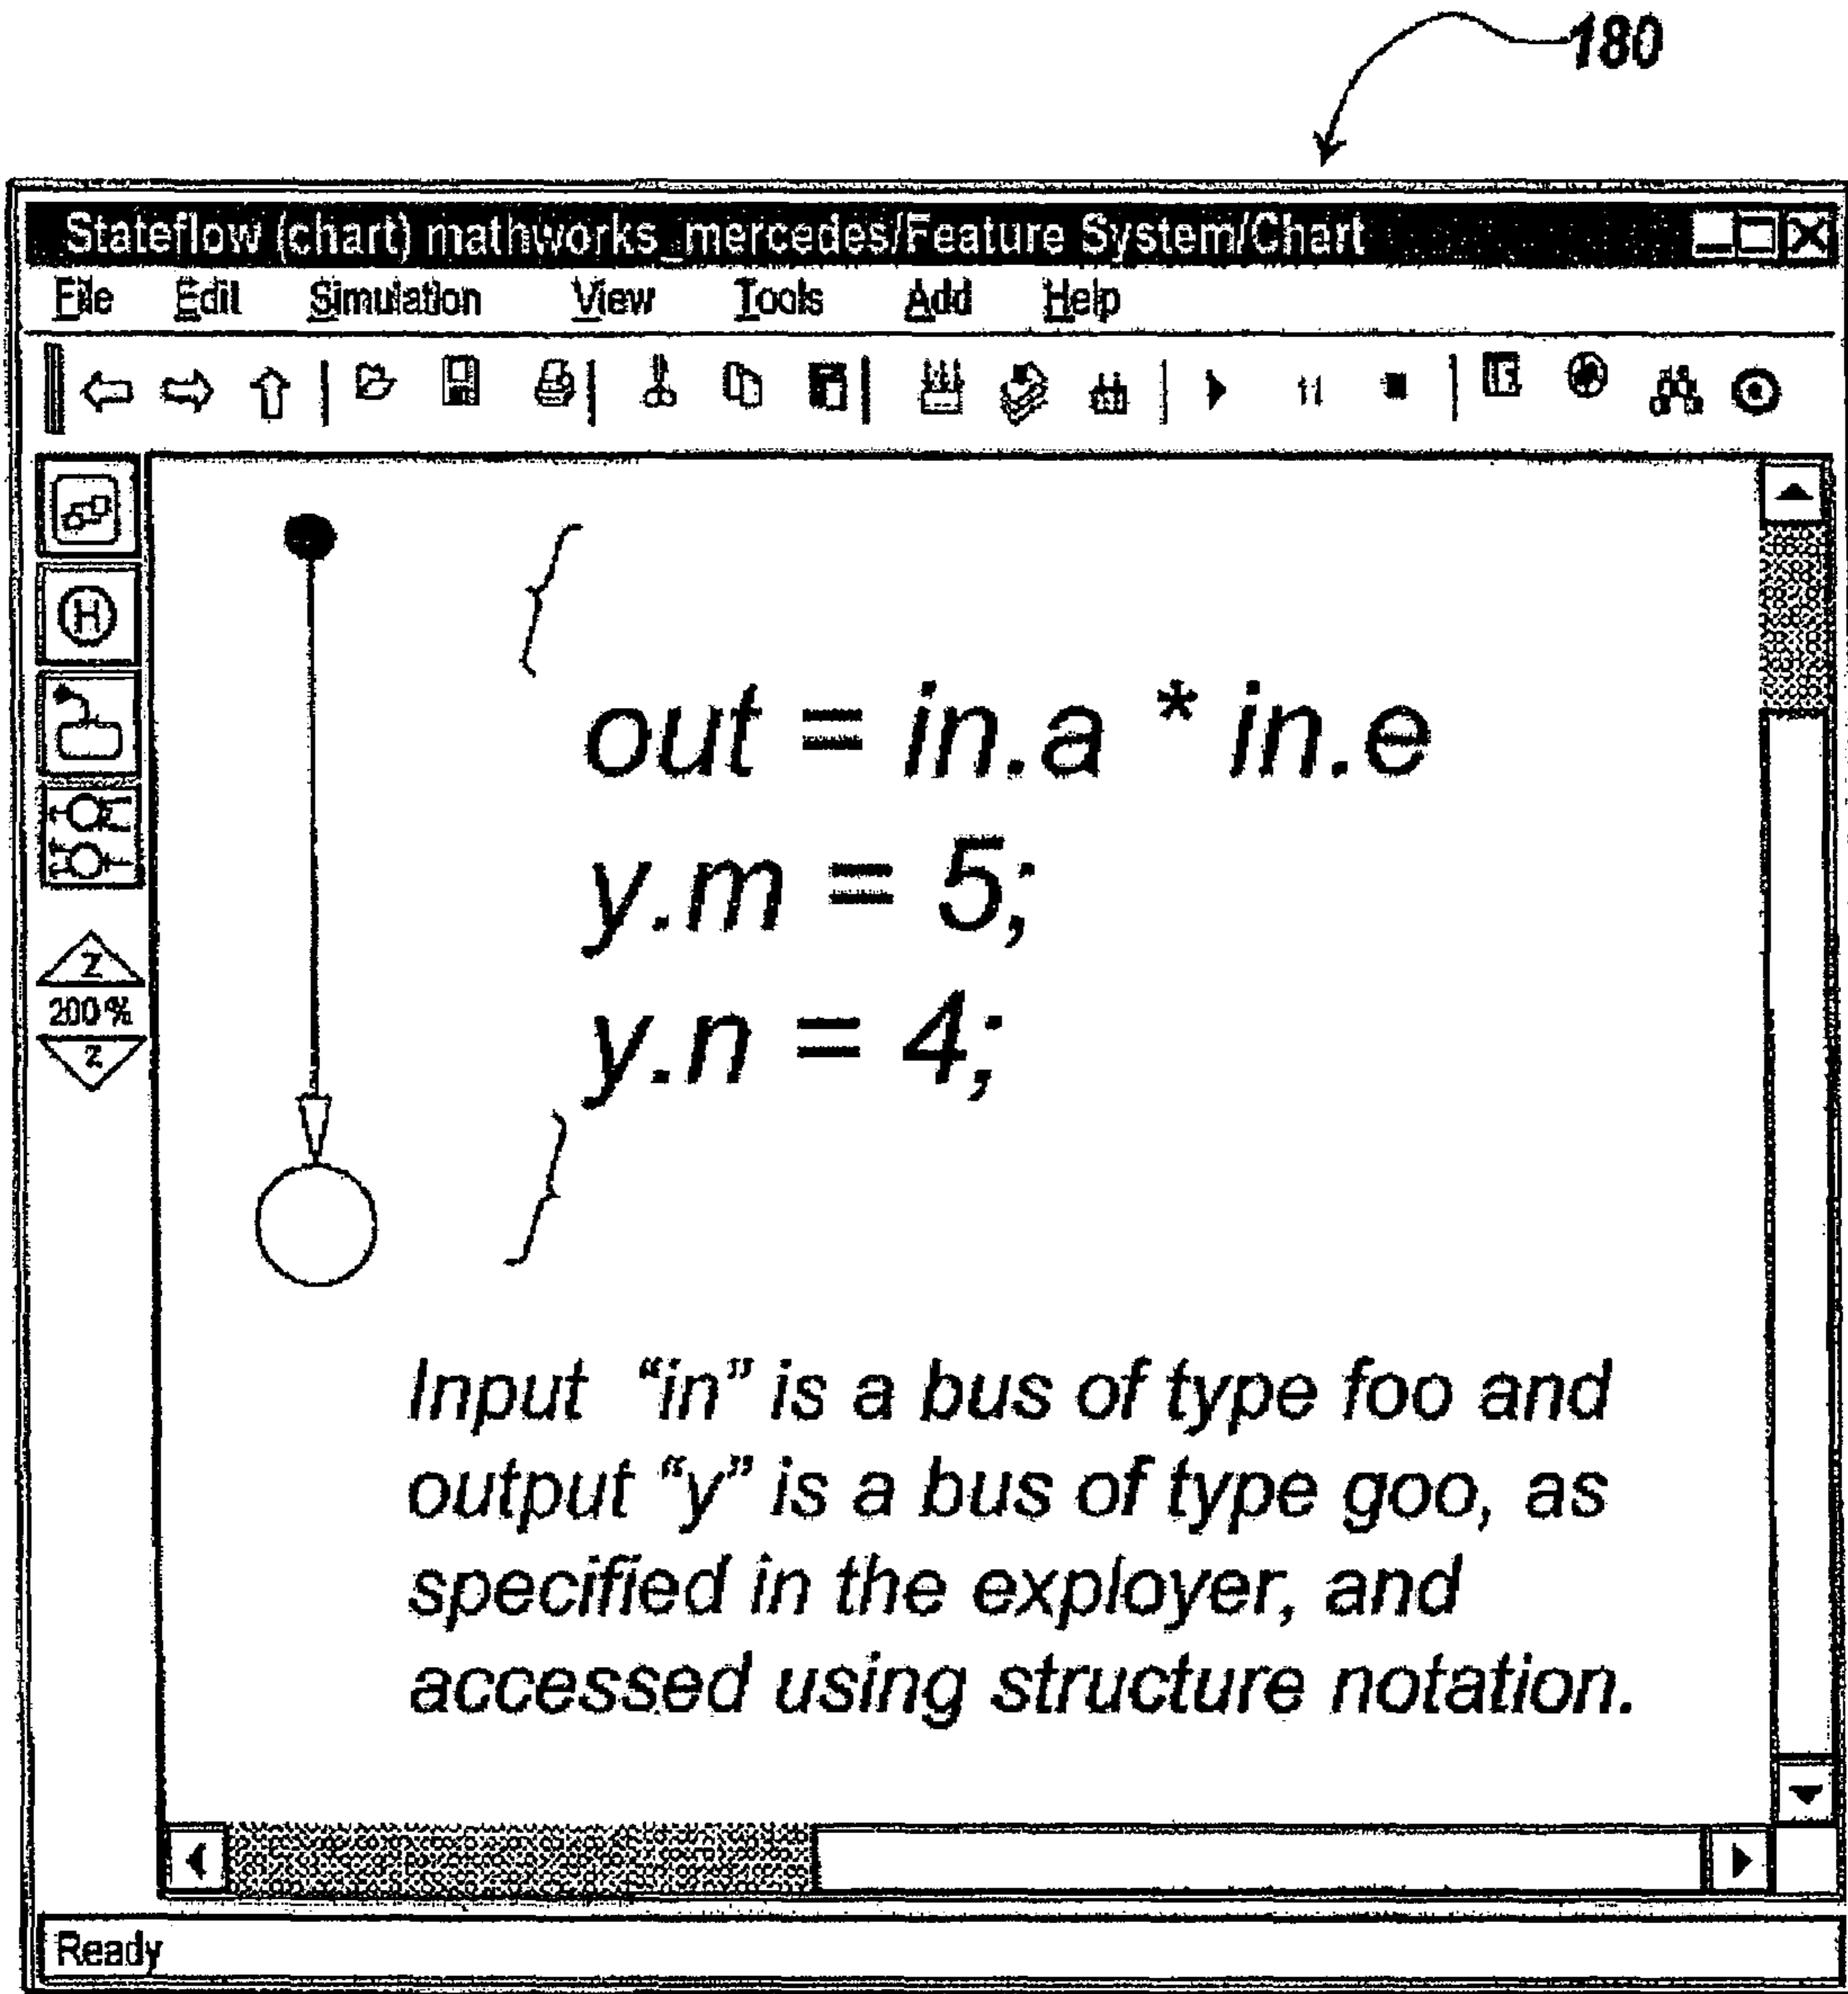 180
Stateflow (chart) mathworks_mercedes/Feature System/Chart
File Edit Simulation View Tools Add Help
H
{
out = in.a * in.e
y.m = 5;
y.n = 4;
}
Z
200 %
Z
Input "in" is a bus of type foo and
output "y" is a bus of type goo, as
specified in the exployer, and
accessed using structure notation.
Ready